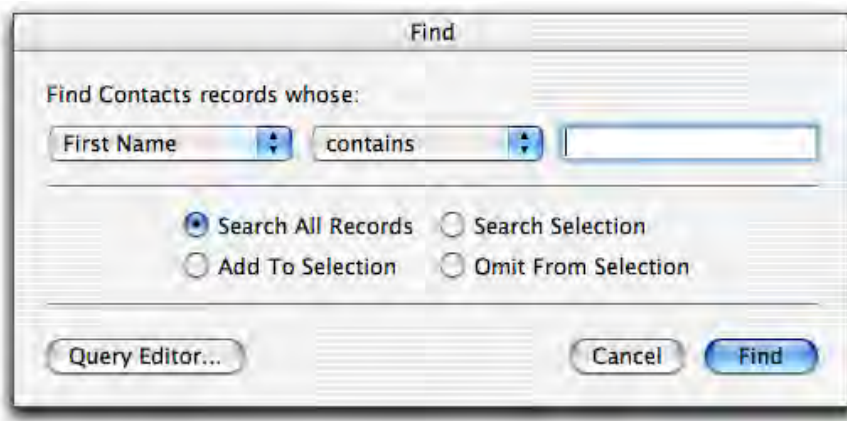 Find
Find Contacts records whose:
First Name contains
Search All Records Search Selection
Add To Selection Omit From Selection
Query Editor... Cancel Find